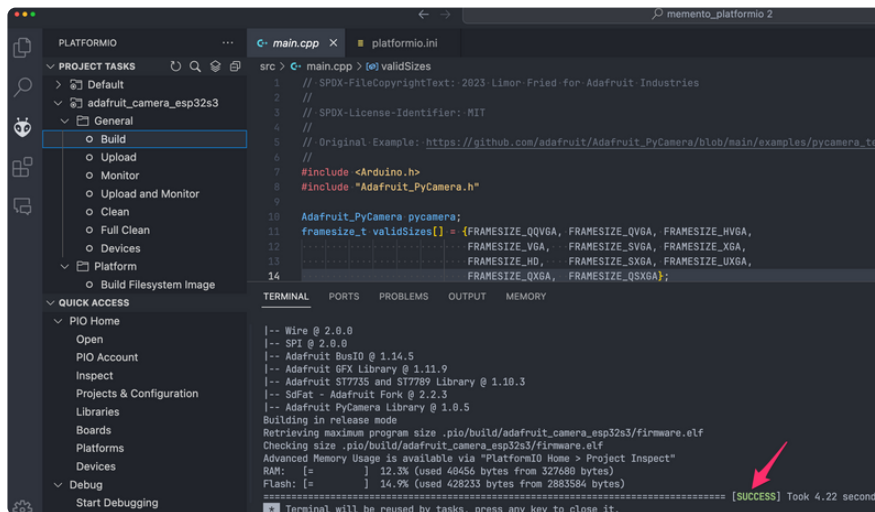 memento_platformio 2
PLATFORMIO
PROJECT TASKS
Default
adafruit_camera_esp32s3
General
Build
Upload
Monitor
Upload and Monitor
Clean
Full Clean
Devices
Platform
Build Filesystem Image
QUICK ACCESS
PIO Home
Open
PIO Account
Inspect
Projects & Configuration
Libraries
Boards
Platforms
Devices
Debug
Start Debugging
main.cpp
platformio.ini
src > main.cpp > validSizes
1 // SPDX-FileCopyrightText: 2023 Limor Fried for Adafruit Industries
2 //
3 // SPDX-License-Identifier: MIT
4 //
5 // Original Example: https://github.com/adafruit/Adafruit_PyCamera/blob/main/examples/pycamera_te
6 //
7 #include <Arduino.h>
8 #include "Adafruit_PyCamera.h"
9
10 Adafruit_PyCamera pycamera;
11 framesize_t validSizes[] = {FRAMESIZE_QQVGA, FRAMESIZE_QVGA, FRAMESIZE_HVGA,
12 FRAMESIZE_VGA, FRAMESIZE_SVGA, FRAMESIZE_XGA,
13 FRAMESIZE_HD, FRAMESIZE_SXGA, FRAMESIZE_UXGA,
14 FRAMESIZE_QXGA, FRAMESIZE_QSXGA};
TERMINAL PORTS PROBLEMS OUTPUT MEMORY
|-- Wire @ 2.0.0
|-- SPI @ 2.0.0
|-- Adafruit BusIO @ 1.14.5
|-- Adafruit GFX Library @ 1.11.9
|-- Adafruit ST7735 and ST7789 Library @ 1.10.3
|-- SdFat - Adafruit Fork @ 2.2.3
|-- Adafruit PyCamera Library @ 1.0.5
Building in release mode
Retrieving maximum program size .pio/build/adafruit_camera_esp32s3/firmware.elf
Checking size .pio/build/adafruit_camera_esp32s3/firmware.elf
Advanced Memory Usage is available via "PlatformIO Home > Project Inspect"
RAM: [= ] 12.3% (used 40456 bytes from 327680 bytes)
Flash: [= ] 14.9% (used 428233 bytes from 2883584 bytes)
[SUCCESS] Took 4.22 second
* Terminal will be reused by tasks, press any key to close it.